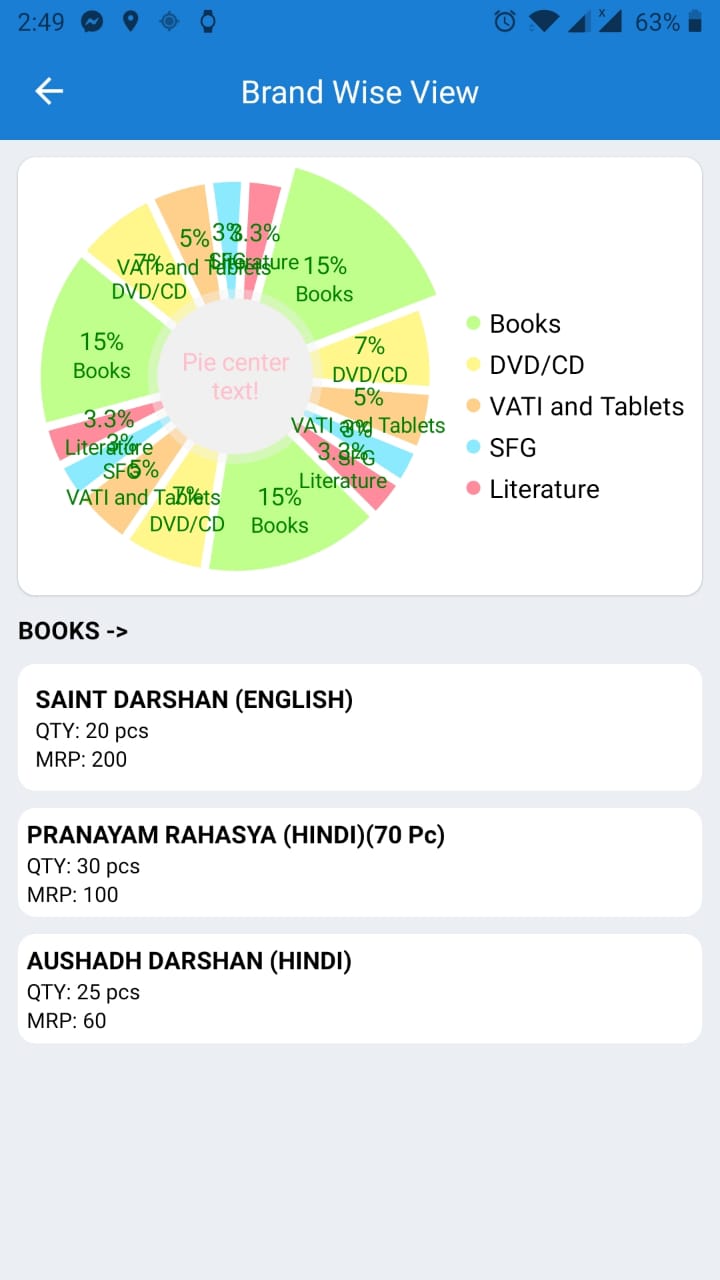 2:49
x
63%
Brand Wise View
5%
3%
3.3%
7%
VATI and Tablets
SFG
Literature
15%
Books
DVD/CD
15%
Books
Pie center
text!
7%
DVD/CD
5%
VATI and Tablets
3%
SFG
3.3%
Literature
3.3%
Literature
3%
SFG
5%
VATI and Tablets
7%
DVD/CD
15%
Books
Books
DVD/CD
VATI and Tablets
SFG
Literature
BOOKS ->
SAINT DARSHAN (ENGLISH)
QTY: 20 pcs
MRP: 200
PRANAYAM RAHASYA (HINDI)(70 Pc)
QTY: 30 pcs
MRP: 100
AUSHADH DARSHAN (HINDI)
QTY: 25 pcs
MRP: 60